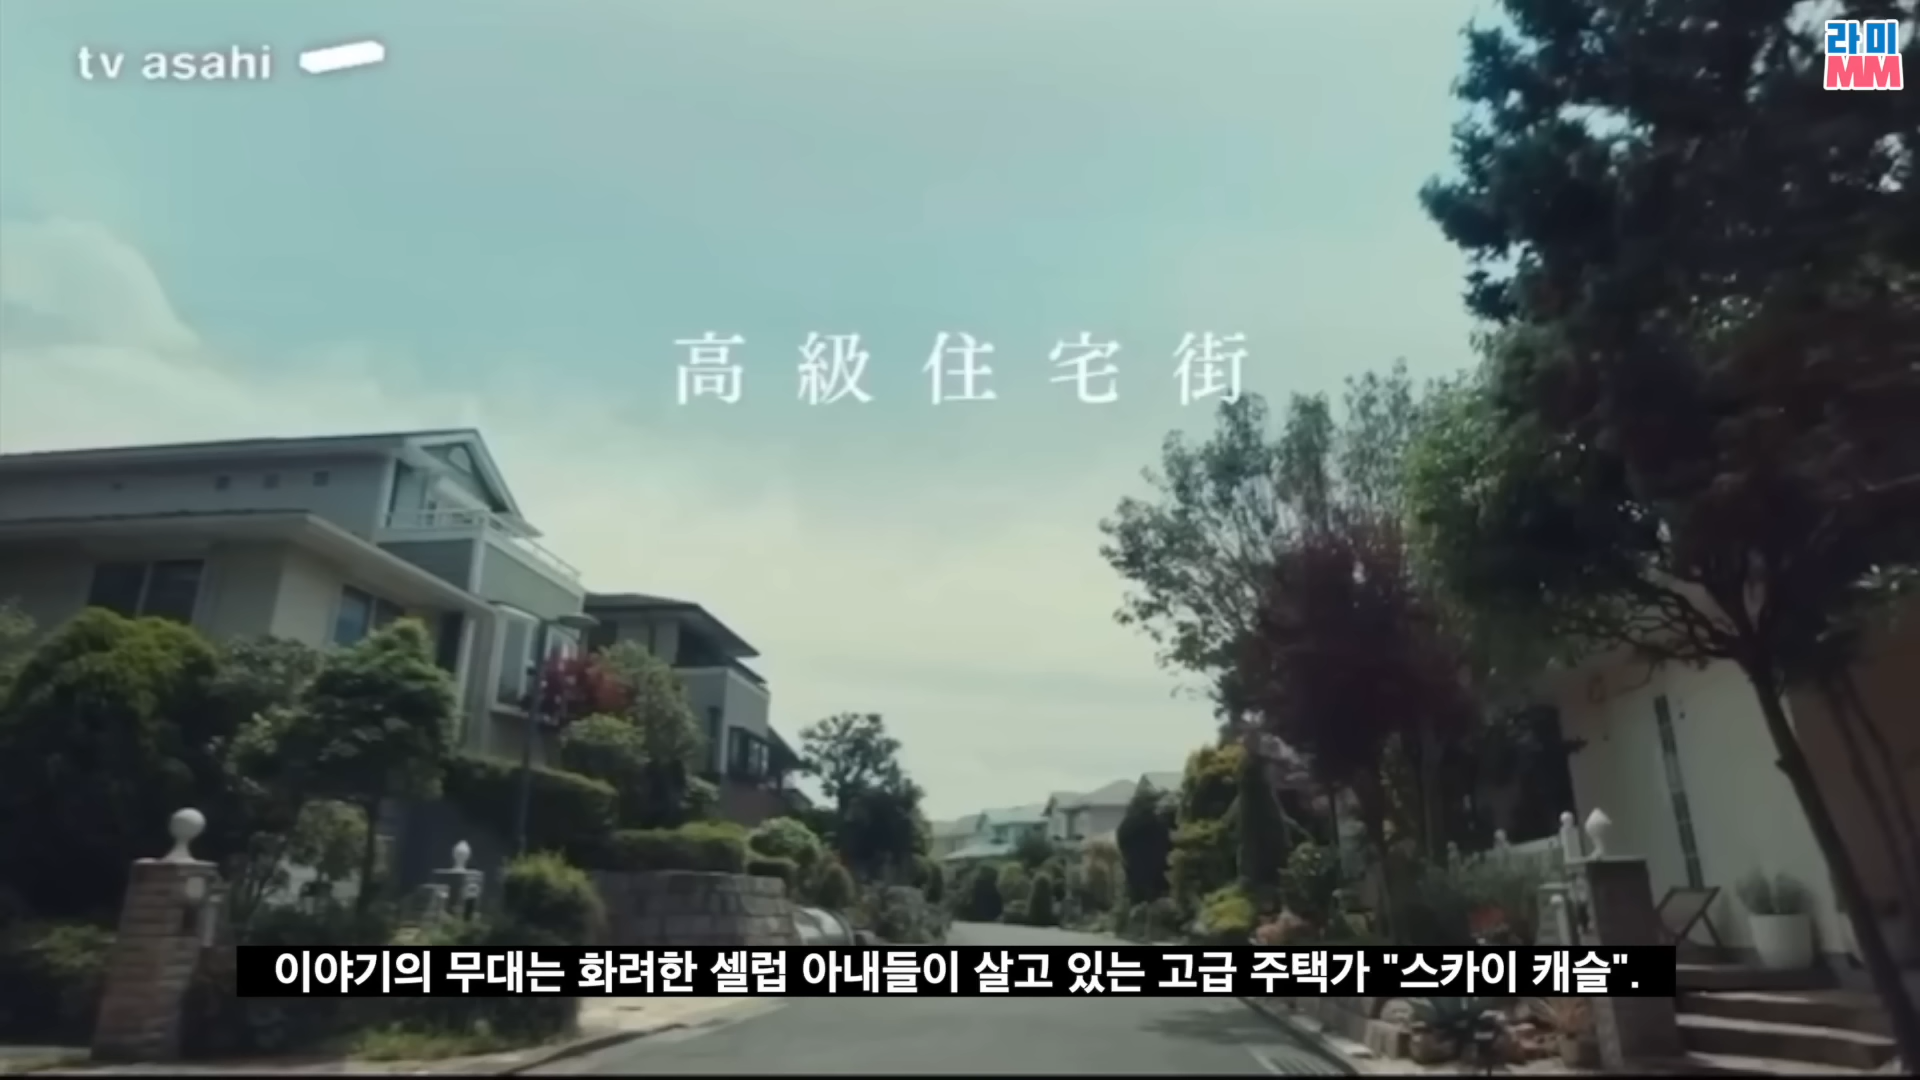 tv asahi
라미
MM
高級住宅街
이야기의 무대는 화려한 셀럽 아내들이 살고 있는 고급 주택가 "스카이 캐슬".